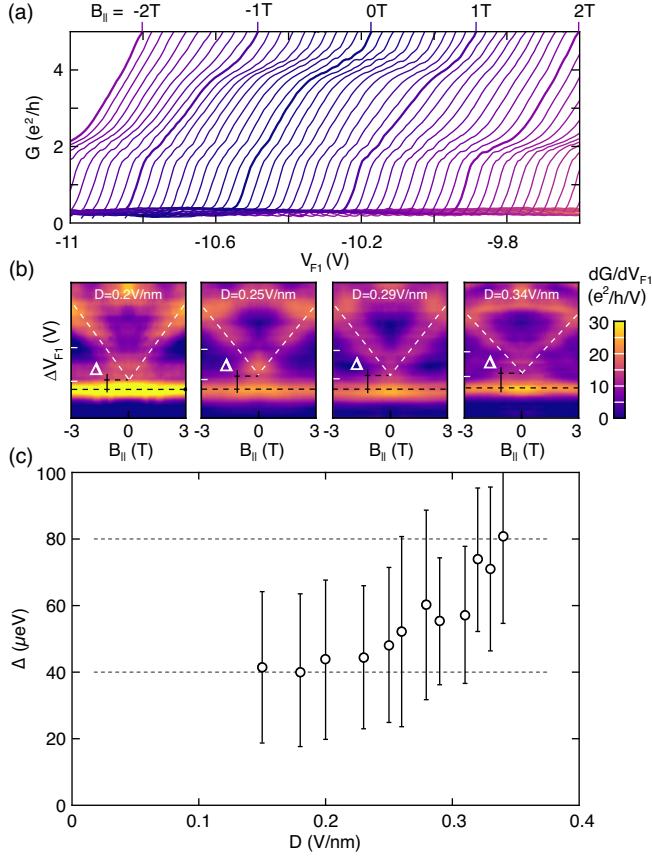 (a)
B|| = -2T -1T 0T 1T 2T
4
2
0
G (e²/h)
-11 -10.6 -10.2 -9.8
V_F1 (V)
(b)
D=0.2V/nm D=0.25V/nm D=0.29V/nm D=0.34V/nm
dG/dV_F1
(e²/h/V)
30
20
10
0
ΔV_F1 (V)
Δ Δ Δ Δ
-3 0 3 -3 0 3 -3 0 3 -3 0 3
B|| (T) B|| (T) B|| (T) B|| (T)
(c)
100
80
60
40
20
0
Δ (μeV)
0 0.1 0.2 0.3 0.4
D (V/nm)